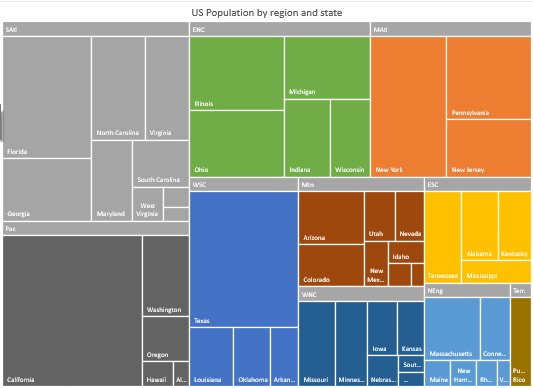 US Population by region and state
SAtl
Florida
Georgia
North Carolina
Virginia
Maryland
South Carolina
West
Virginia
ENC
Illinois
Ohio
Michigan
Indiana
Wisconsin
MAtl
New York
Pennsylvania
New Jersey
Pac
California
Washington
Oregon
Hawaii
Al...
WSC
Texas
Louisiana
Oklahoma
Arkan...
Mtn
Arizona
Colorado
Utah
Nevada
New
Mex...
Idaho
WNC
Missouri
Minnes...
Iowa
Kansas
Nebras...
Sout...
...
ESC
Tennessee
Alabama
Kentucky
Mississippi
NEng
Massachusetts
Conne...
Maine
New
Ham...
Rh...
V...
Terr.
Pu...
Rico